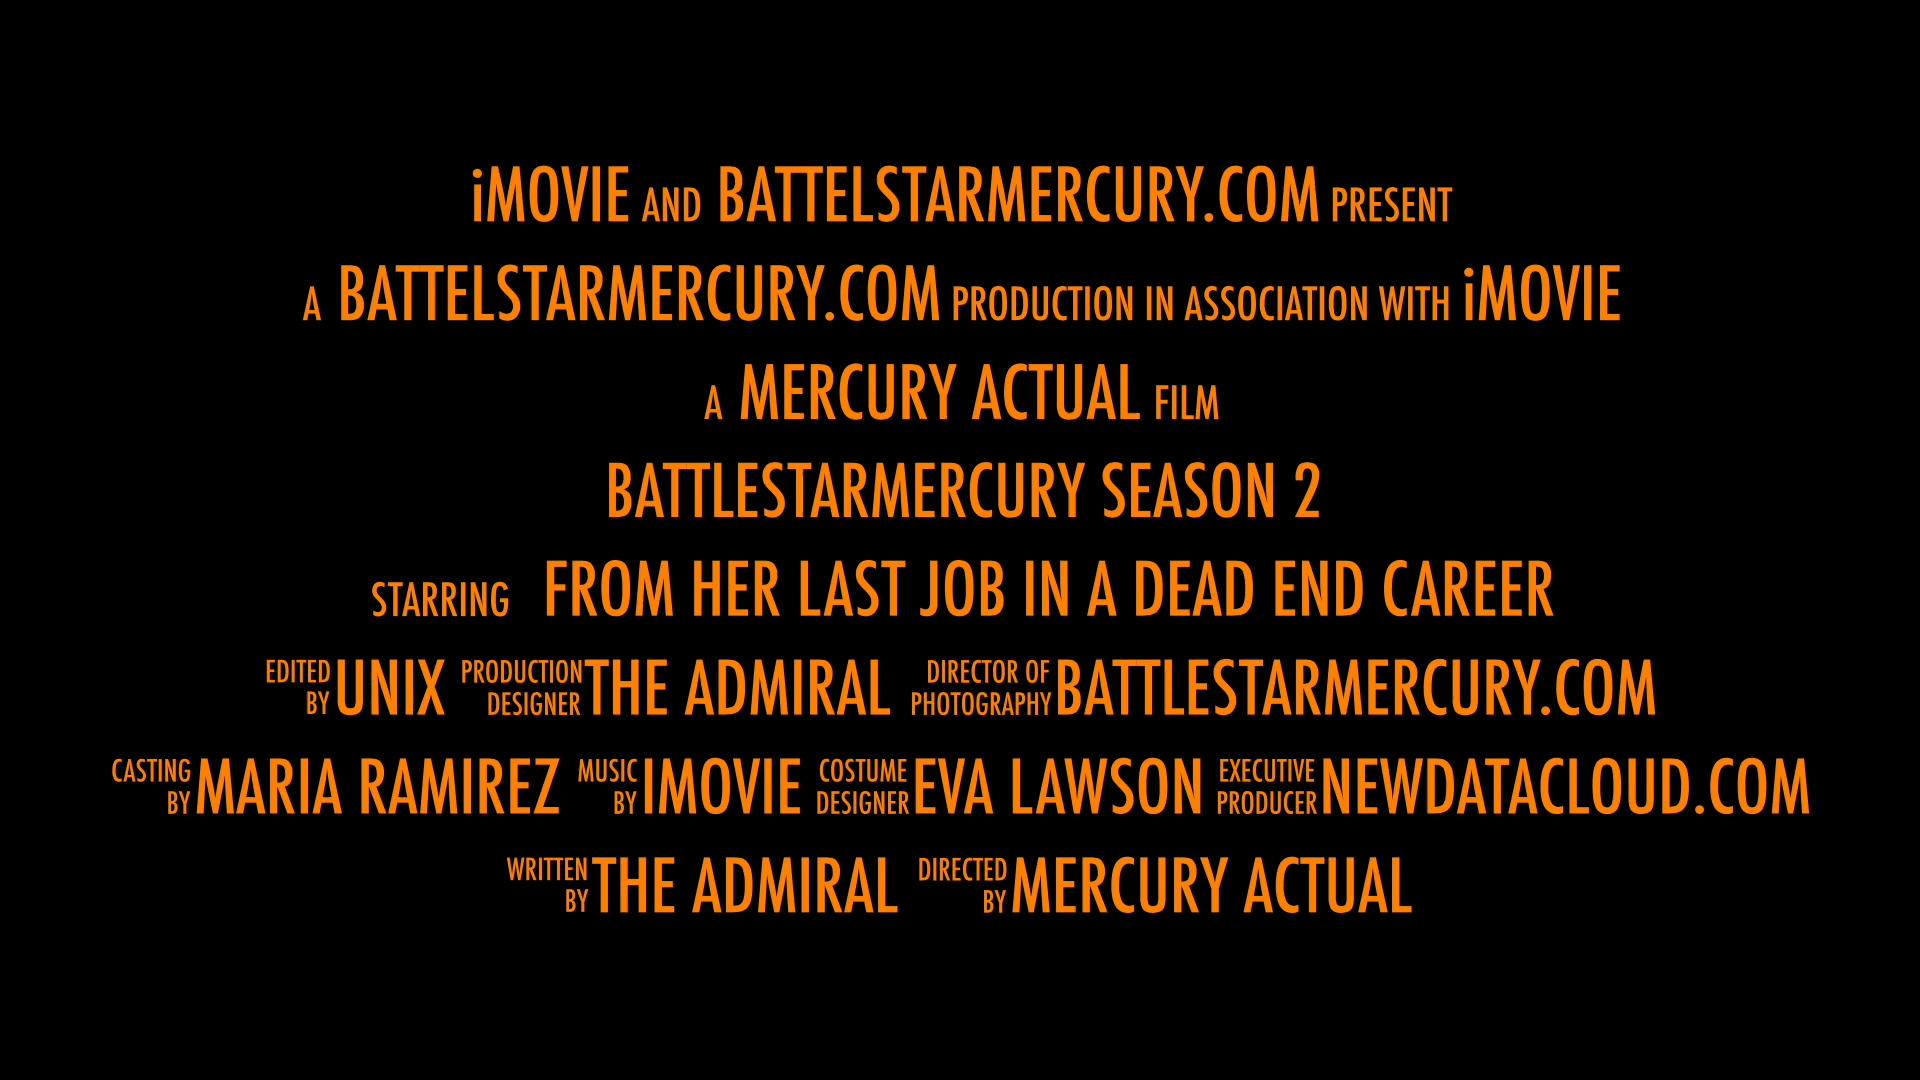 iMOVIE AND BATTELSTARMERCURY.COM PRESENT
A BATTELSTARMERCURY.COM PRODUCTION IN ASSOCIATION WITH iMOVIE
A MERCURY ACTUAL FILM
BATTLESTARMERCURY SEASON 2
STARRING FROM HER LAST JOB IN A DEAD END CAREER
EDITED BY UNIX PRODUCTION DESIGNER THE ADMIRAL DIRECTOR OF PHOTOGRAPHY BATTLESTARMERCURY.COM
CASTING BY MARIA RAMIREZ MUSIC BY IMOVIE COSTUME DESIGNER EVA LAWSON EXECUTIVE PRODUCER NEWDATACLOUD.COM
WRITTEN BY THE ADMIRAL DIRECTED BY MERCURY ACTUAL